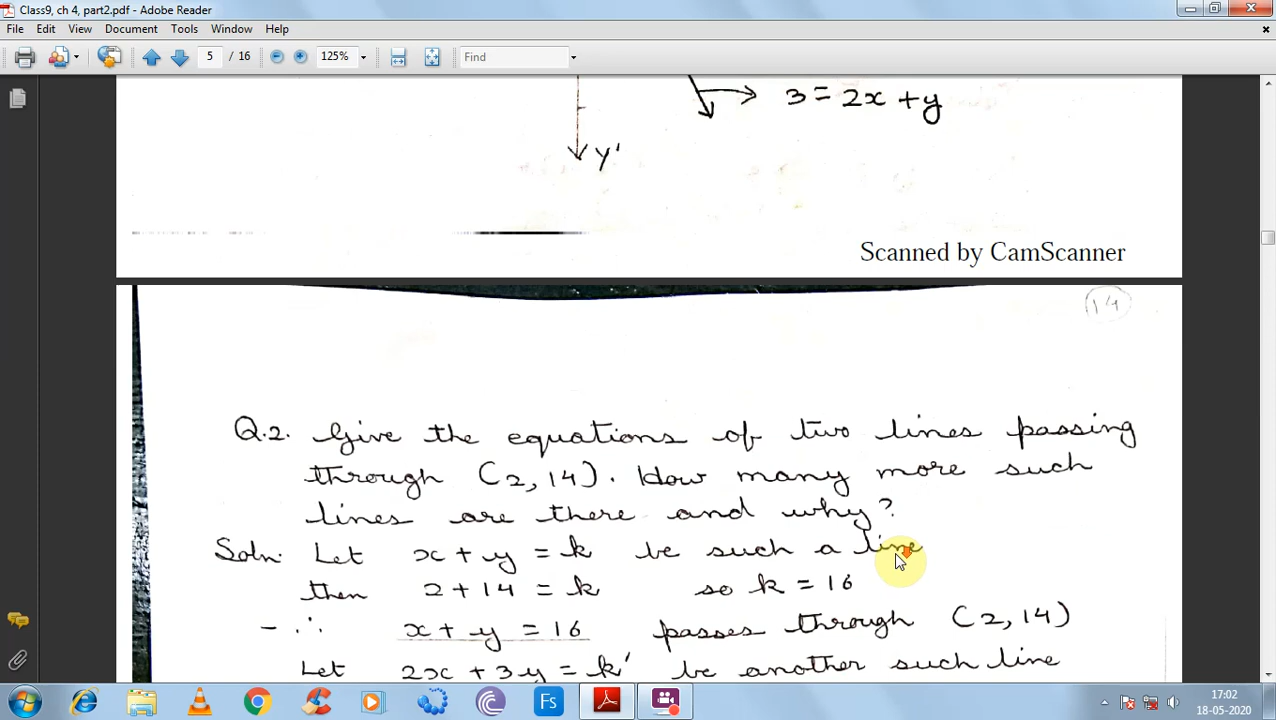 Class9, ch 4, part2.pdf - Adobe Reader
File Edit View Document Tools Window Help
5 / 16 125% Find
3 = 2x + y
y'
Scanned by CamScanner
14
Q.2. Give the equations of two lines passing
through (2, 14). How many more such
lines are there and why?
Soln. Let x + y = k be such a line
then 2 + 14 = k so k = 16
- ∴ x + y = 16 passes through (2, 14)
Let 2x + 3y = k' be another such line
Fs
17:02
18-05-2020